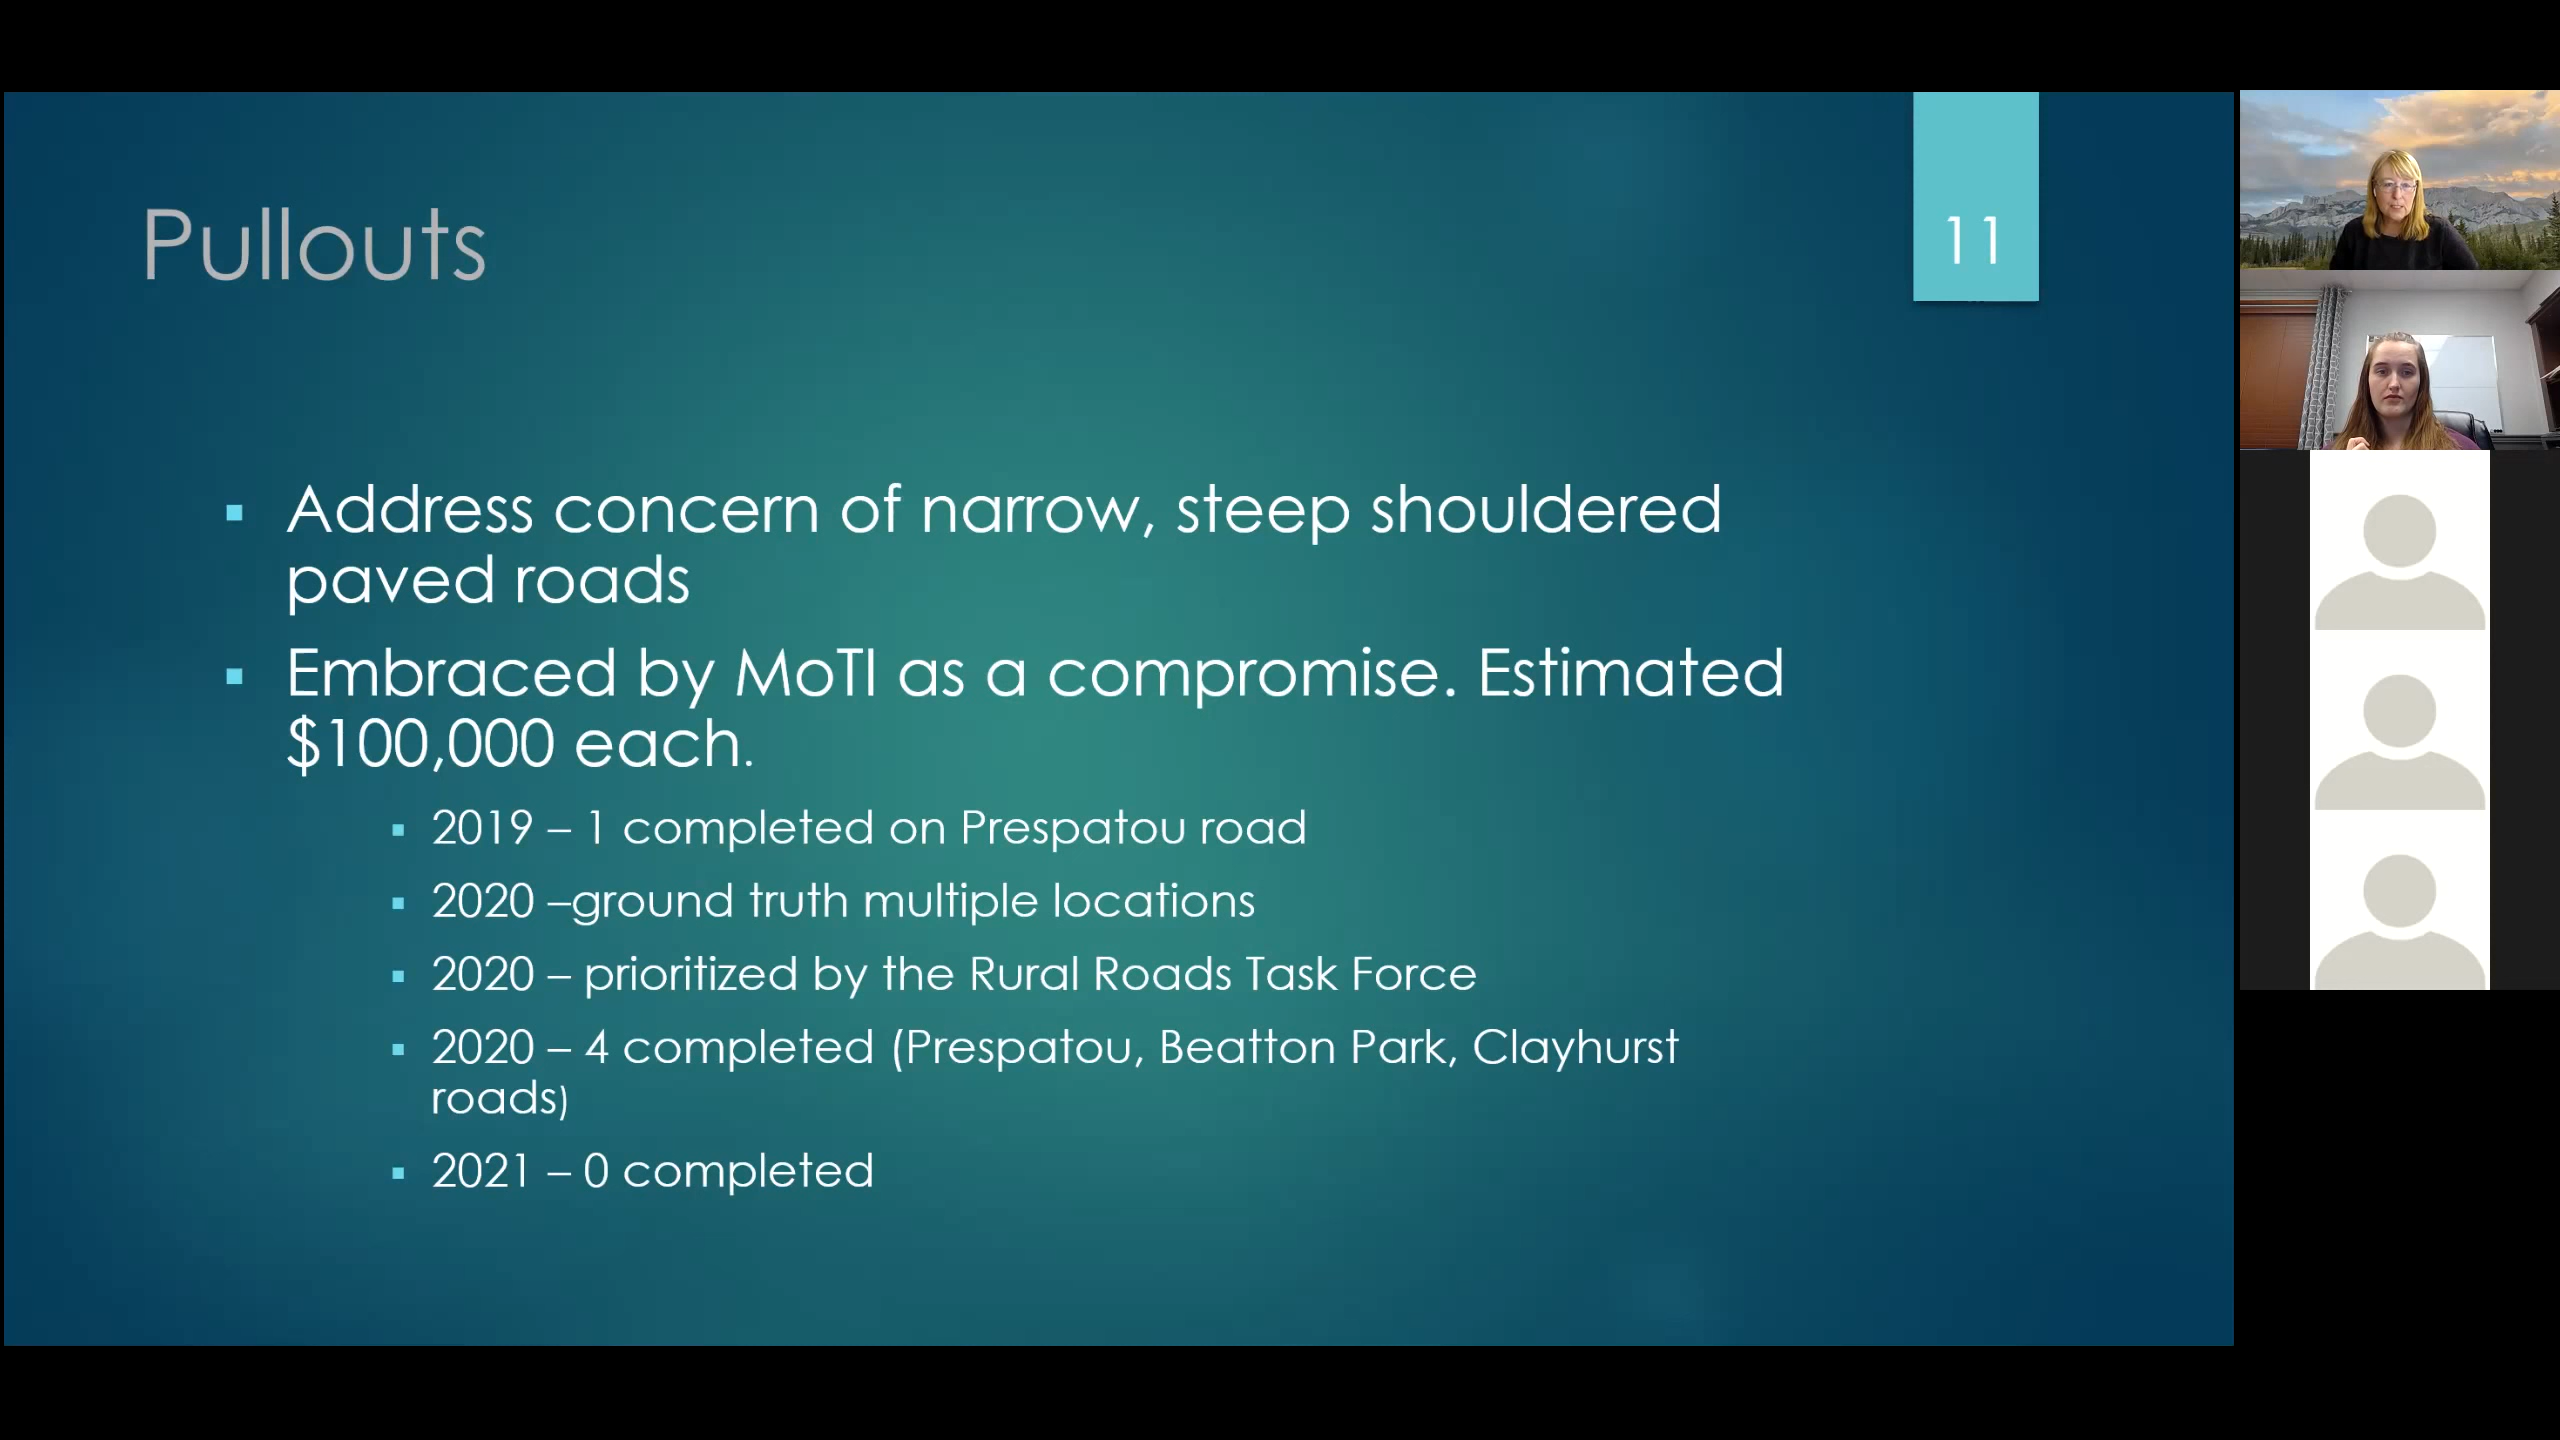 Pullouts
11
▪ Address concern of narrow, steep shouldered
paved roads
▪ Embraced by MoTI as a compromise. Estimated
$100,000 each.
▪ 2019 – 1 completed on Prespatou road
▪ 2020 –ground truth multiple locations
▪ 2020 – prioritized by the Rural Roads Task Force
▪ 2020 – 4 completed (Prespatou, Beatton Park, Clayhurst
roads)
▪ 2021 – 0 completed